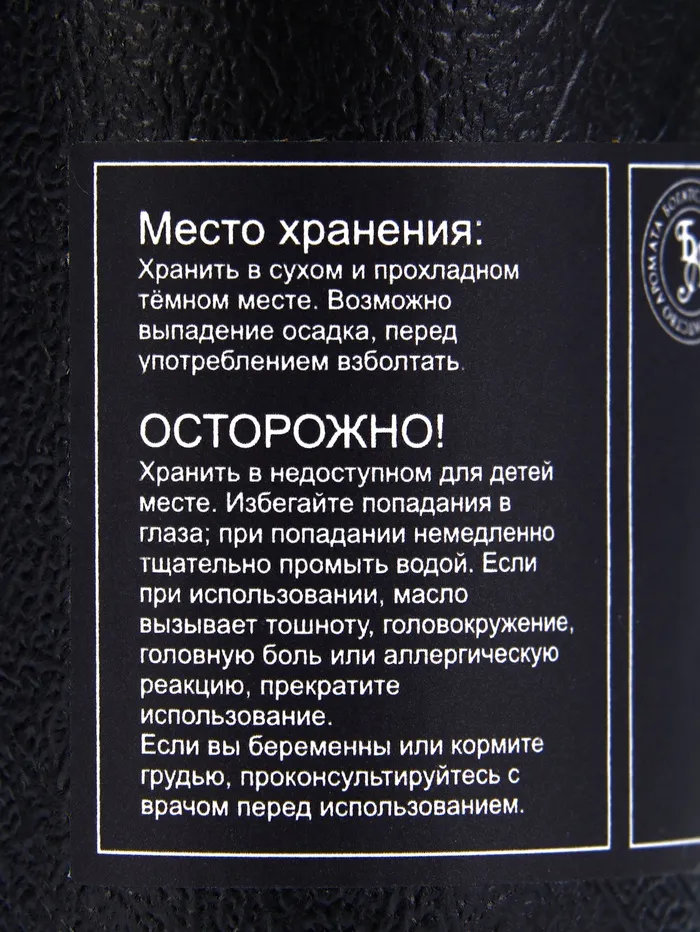 Место хранения:
Хранить в сухом и прохладном
тёмном месте. Возможно
выпадение осадка, перед
употреблением взболтать.
ОСТОРОЖНО!
Хранить в недоступном для детей
месте. Избегайте попадания в
глаза; при попадании немедленно
тщательно промыть водой. Если
при использовании, масло
вызывает тошноту, головокружение,
головную боль или аллергическую
реакцию, прекратите
использование.
Если вы беременны или кормите
грудью, проконсультируйтесь с
врачом перед использованием.
АРОМАТА